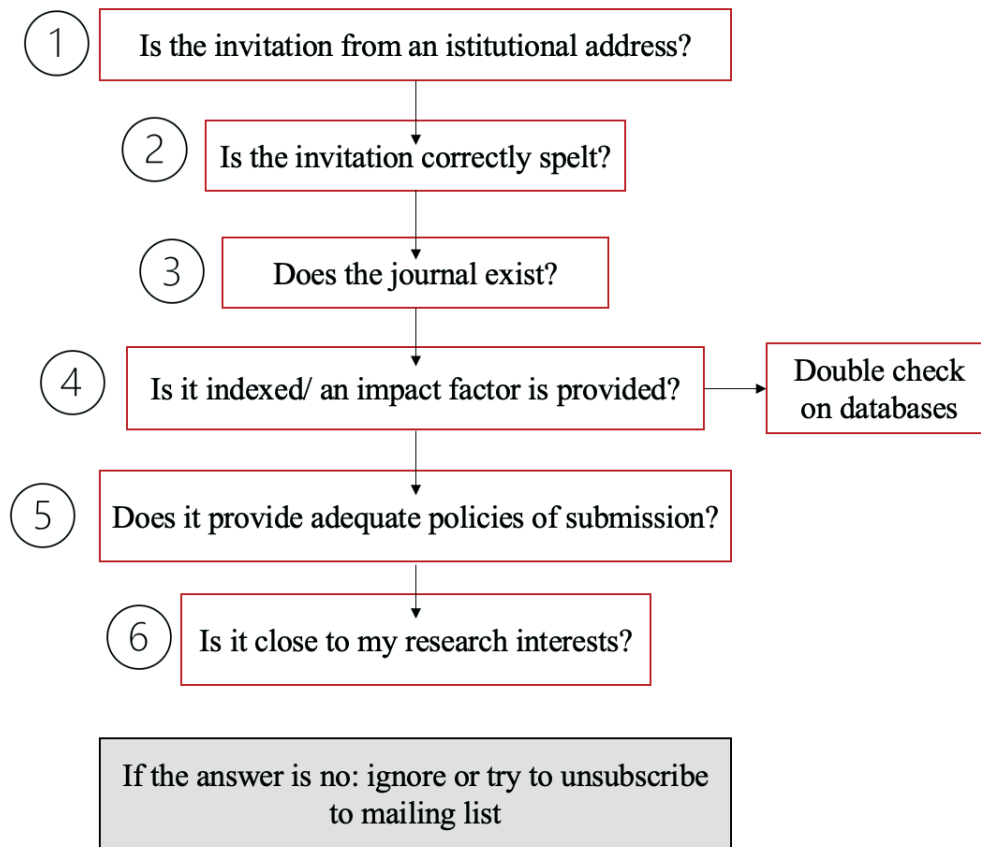 1
Is the invitation from an istitutional address?
2
Is the invitation correctly spelt?
3
Does the journal exist?
4
Is it indexed/ an impact factor is provided?
Double check
on databases
5
Does it provide adequate policies of submission?
6
Is it close to my research interests?
If the answer is no: ignore or try to unsubscribe
to mailing list